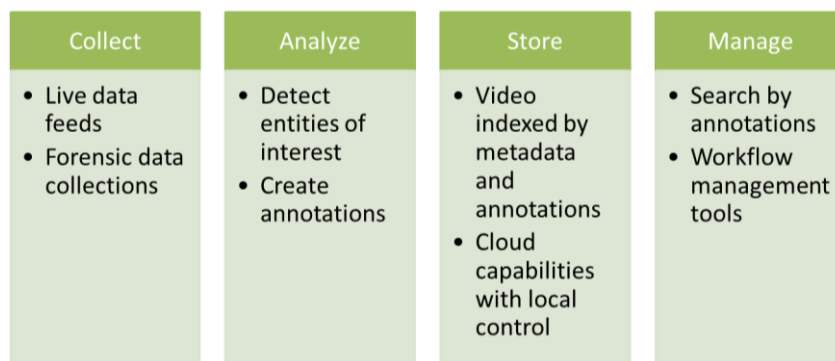 Collect
• Live data
feeds
• Forensic data
collections
Analyze
• Detect
entities of
interest
• Create
annotations
Store
• Video
indexed by
metadata
and
annotations
• Cloud
capabilities
with local
control
Manage
• Search by
annotations
• Workflow
management
tools